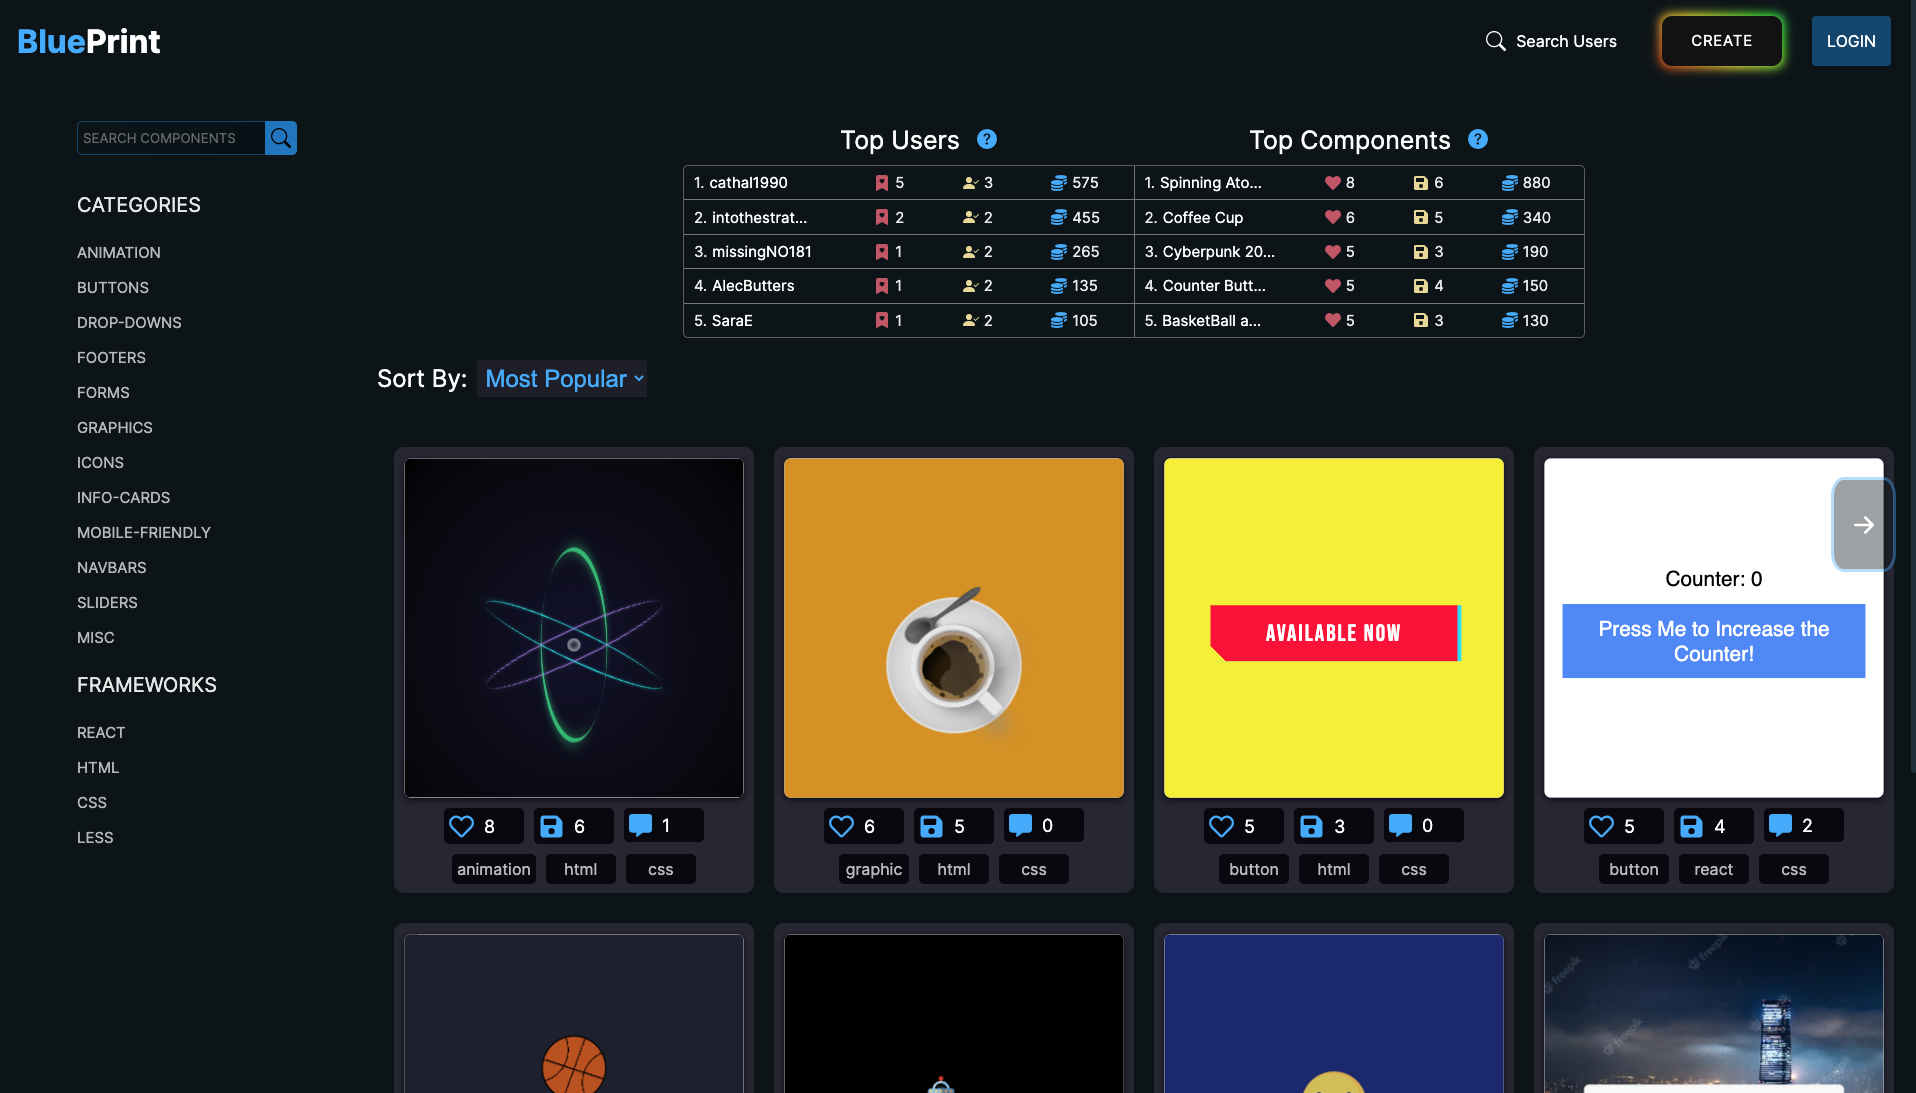 BluePrint
Search Users
CREATE
LOGIN
SEARCH COMPONENTS
CATEGORIES
ANIMATION
BUTTONS
DROP-DOWNS
FOOTERS
FORMS
GRAPHICS
ICONS
INFO-CARDS
MOBILE-FRIENDLY
NAVBARS
SLIDERS
MISC
FRAMEWORKS
REACT
HTML
CSS
LESS
Top Users ?
1. cathal1990 5 3 575
2. intothestrat... 2 2 455
3. missingNO181 1 2 265
4. AlecButters 1 2 135
5. SaraE 1 2 105
Top Components ?
1. Spinning Ato... 8 6 880
2. Coffee Cup 6 5 340
3. Cyberpunk 20... 5 3 190
4. Counter Butt... 5 4 150
5. BasketBall a... 5 3 130
Sort By: Most Popular
8 6 1
animation html css
6 5 0
graphic html css
AVAILABLE NOW
5 3 0
button html css
Counter: 0
Press Me to Increase the
Counter!
5 4 2
button react css
freepik
freepik
freepik